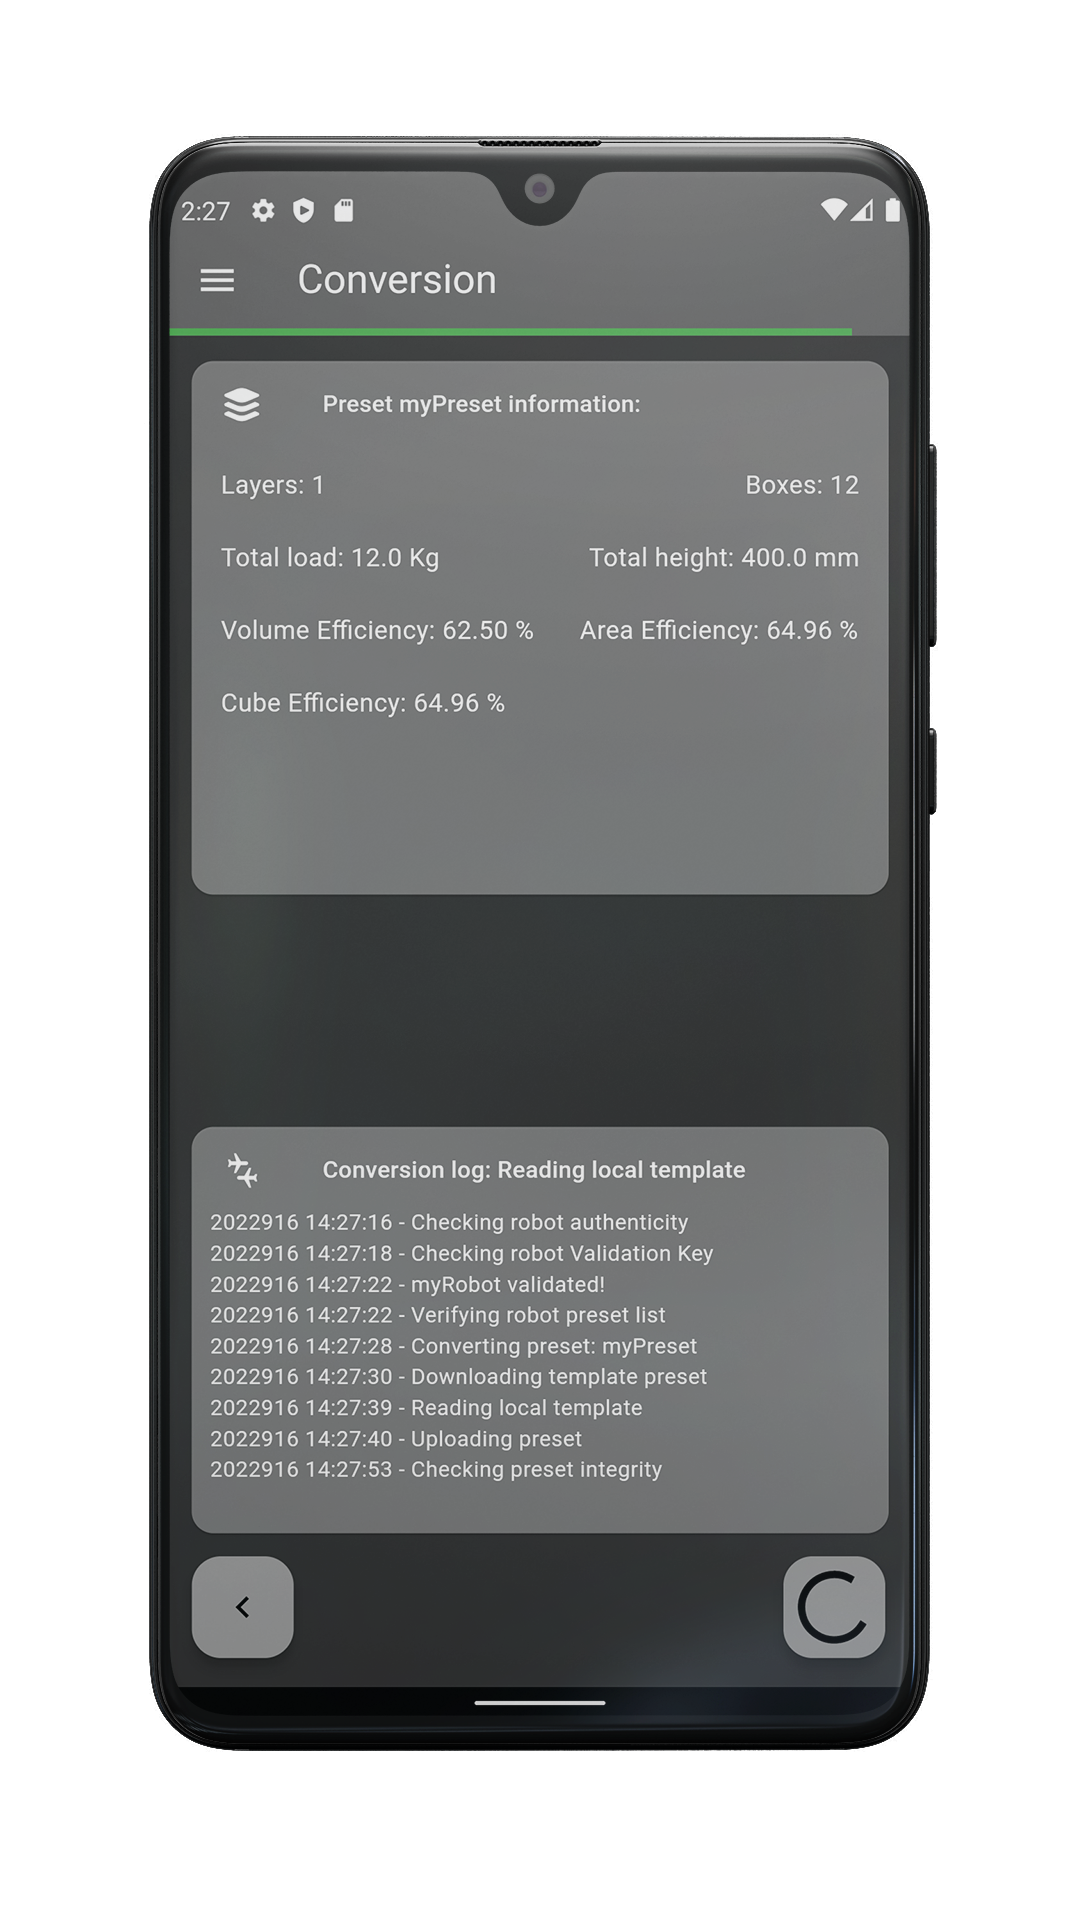 2:27
Conversion
Preset myPreset information:
Layers: 1 Boxes: 12
Total load: 12.0 Kg Total height: 400.0 mm
Volume Efficiency: 62.50 % Area Efficiency: 64.96 %
Cube Efficiency: 64.96 %
Conversion log: Reading local template
2022916 14:27:16 - Checking robot authenticity
2022916 14:27:18 - Checking robot Validation Key
2022916 14:27:22 - myRobot validated!
2022916 14:27:22 - Verifying robot preset list
2022916 14:27:28 - Converting preset: myPreset
2022916 14:27:30 - Downloading template preset
2022916 14:27:39 - Reading local template
2022916 14:27:40 - Uploading preset
2022916 14:27:53 - Checking preset integrity